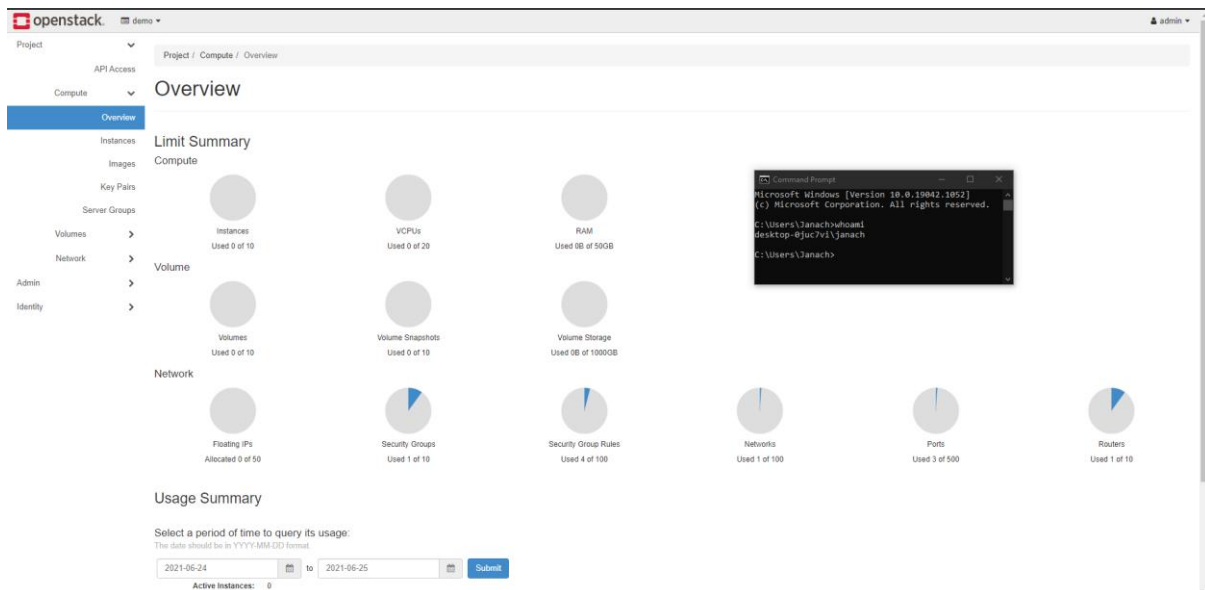 openstack. demo admin
Project
API Access
Compute
Overview
Instances
Images
Key Pairs
Server Groups
Volumes
Network
Admin
Identity
Project / Compute / Overview
Overview
Limit Summary
Compute
Instances VCPUs RAM
Used 0 of 10 Used 0 of 20 Used 0B of 50GB
Volume
Volumes Volume Snapshots Volume Storage
Used 0 of 10 Used 0 of 10 Used 0B of 1000GB
Network
Floating IPs Security Groups Security Group Rules Networks Ports Routers
Allocated 0 of 50 Used 1 of 10 Used 4 of 100 Used 1 of 100 Used 3 of 500 Used 1 of 10
Usage Summary
Select a period of time to query its usage:
The date should be in YYYY-MM-DD format.
2021-06-24 to 2021-06-25 Submit
Active Instances: 0
Command Prompt
Microsoft Windows [Version 10.0.19042.1052]
(c) Microsoft Corporation. All rights reserved.
C:\Users\Janach>whoami
desktop-0juc7vi\janach
C:\Users\Janach>